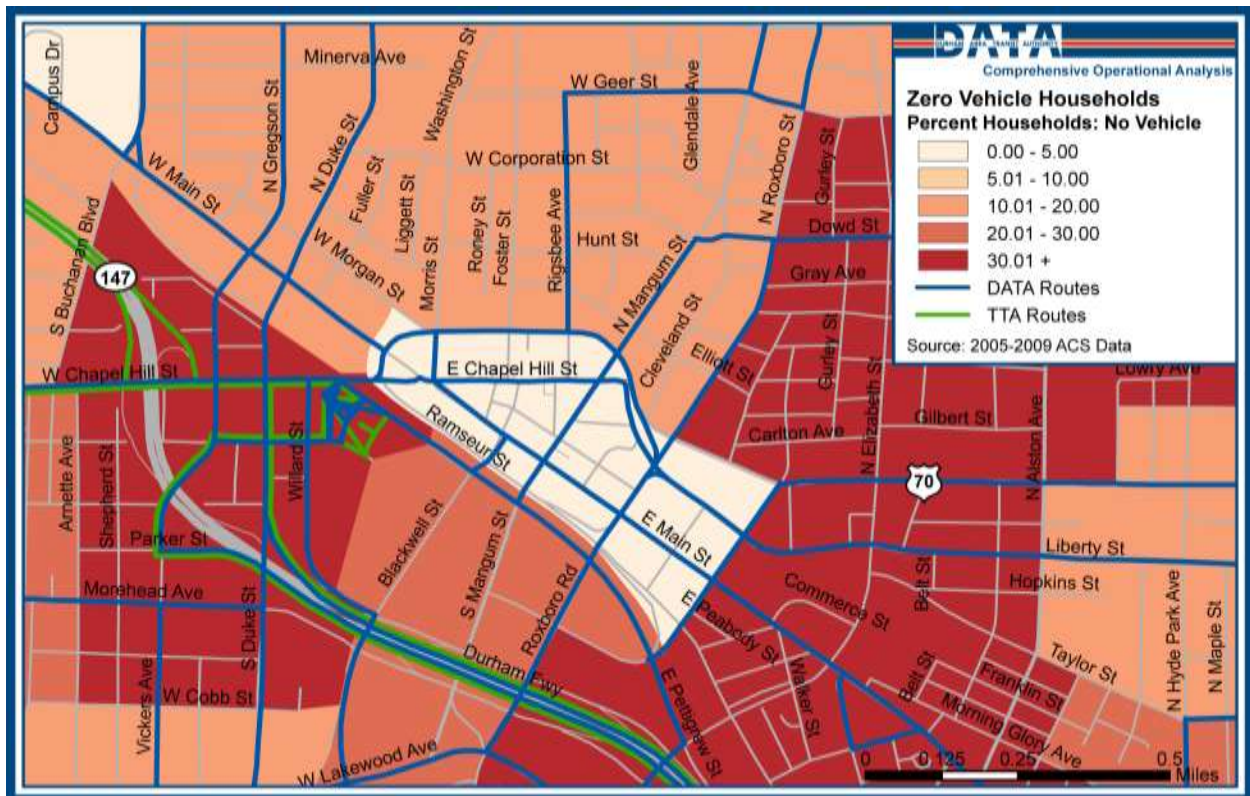 DATA
DURHAM AREA TRANSIT AUTHORITY
Comprehensive Operational Analysis
Zero Vehicle Households
Percent Households: No Vehicle
0.00 - 5.00
5.01 - 10.00
10.01 - 20.00
20.01 - 30.00
30.01 +
DATA Routes
TTA Routes
Source: 2005-2009 ACS Data
Campus Dr
Minerva Ave
Washington St
W Geer St
Glendale Ave
N Gregson St
N Duke St
W Corporation St
N Roxboro St
Gurley St
W Main St
Fuller St
Liggett St
Roney St
Foster St
Rigsbee Ave
Hunt St
Dowd St
S Buchanan Blvd
W Morgan St
Morris St
N Mangum St
Gray Ave
147
Cleveland St
Elliott St
Gurley St
N Elizabeth St
Lowry Ave
W Chapel Hill St
E Chapel Hill St
Gilbert St
N Alston Ave
Carlton Ave
Ramseur St
Arnette Ave
Shepherd St
Willard St
70
Parker St
Blackwell St
S Mangum St
E Main St
Liberty St
Morehead Ave
Roxboro Rd
E Peabody St
Commerce St
Belt St
Hopkins St
S Duke St
Durham Fwy
Walker St
Belt St
Franklin St
Taylor St
N Hyde Park Ave
N Maple St
W Cobb St
Vickers Ave
E Pettigrew St
Morning Glory Ave
W Lakewood Ave
0 0.125 0.25 0.5
Miles